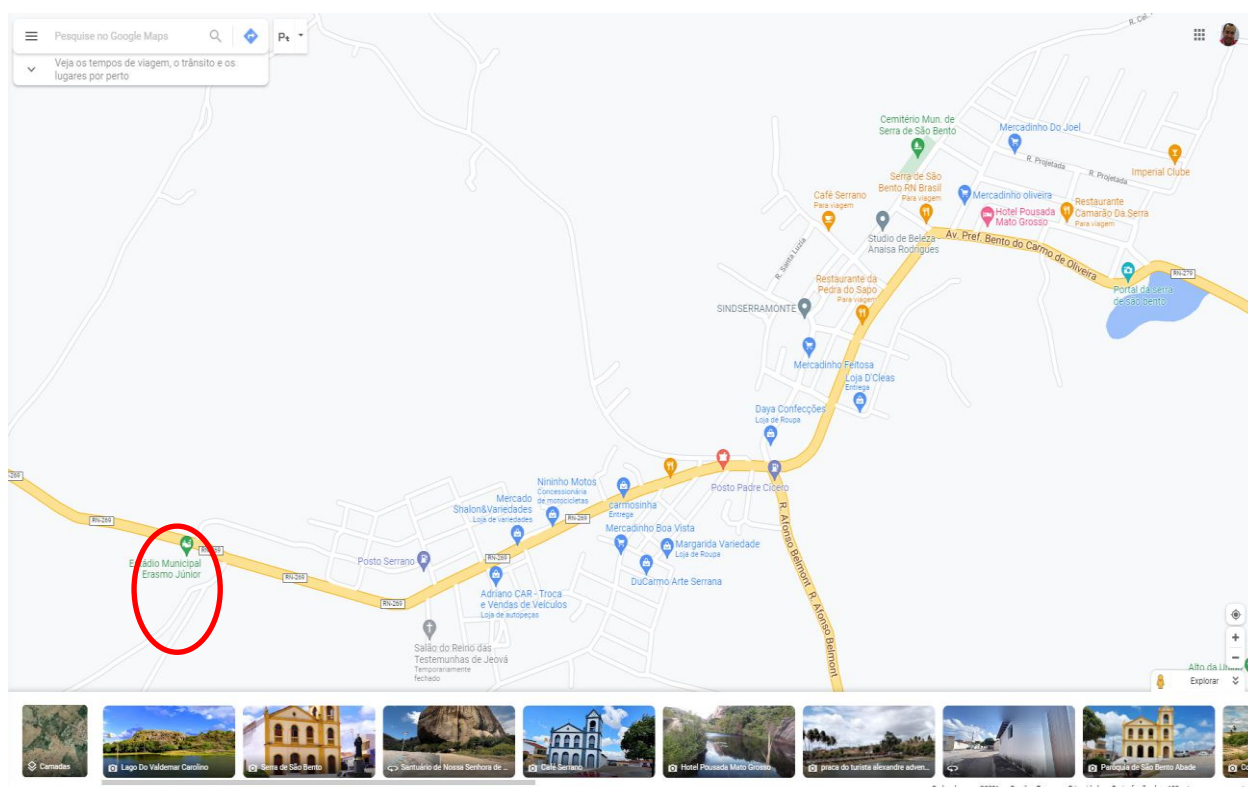 Pesquise no Google Maps
Veja os tempos de viagem, o trânsito e os
lugares por perto
Cemitério Mun. de
Serra de São Bento
Mercadinho Do Joel
R. Projetada
R. Projetada
Imperial Clube
Serra de São
Bento RN Brasil
Para viagem
Café Serrano
Para viagem
Mercadinho oliveira
Hotel Pousada
Mato Grosso
Restaurante
Camarão Da Serra
Para viagem
Studio de Beleza
Anaisa Rodrigues
Av. Pref. Bento do Carmo de Oliveira
R. Santa Luzia
RN-279
Portal da serra
de são bento
Restaurante da
Pedra do Sapo
Para viagem
SINDSERRAMONTE
Mercadinho Feitosa
Loja D'Cleas
Entrega
Daya Confecções
Loja de Roupa
Posto Padre Cícero
Nininho Motos
Concessionária
de motocicletas
Mercado
Shalon&Variedades
Loja de variedades
RN-269
carmosinha
Entrega
Mercadinho Boa Vista
Margarida Variedade
Loja de Roupa
DuCarmo Arte Serrana
R. Afonso Belmont
R. Afonso Belmont
RN-269
RN-269
Estádio Municipal
Erasmo Júnior
RN-269
Posto Serrano
RN-269
RN-269
Adriano CAR - Troca
e Vendas de Veículos
Loja de autopeças
Salão do Reino das
Testemunhas de Jeová
Temporariamente
fechado
Explorar
Camadas
Lago Do Valdemar Carolino
Serra de São Bento
Santuário de Nossa Senhora de ...
Café Serrano
Hotel Pousada Mato Grosso
praca do turista alexandre adven...
Paróquia de São Bento Abade